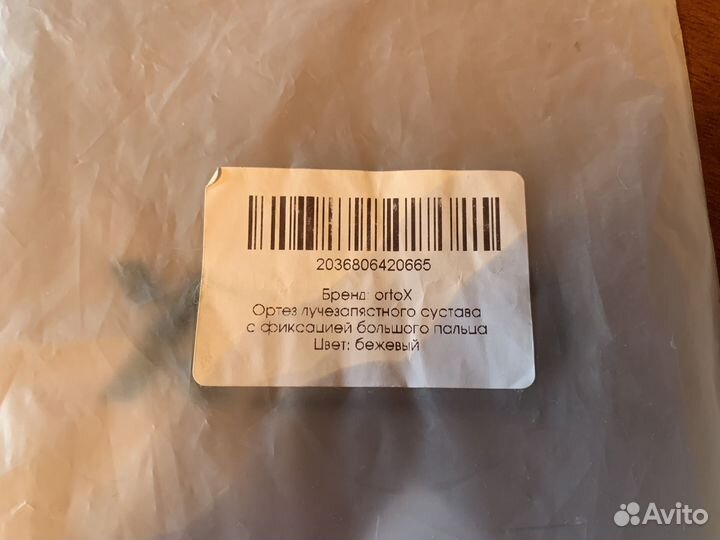 2036806420665
Бренд: ortoX
Ортез лучезапястного сустава
с фиксацией большого пальца
Цвет: бежевый
Avito